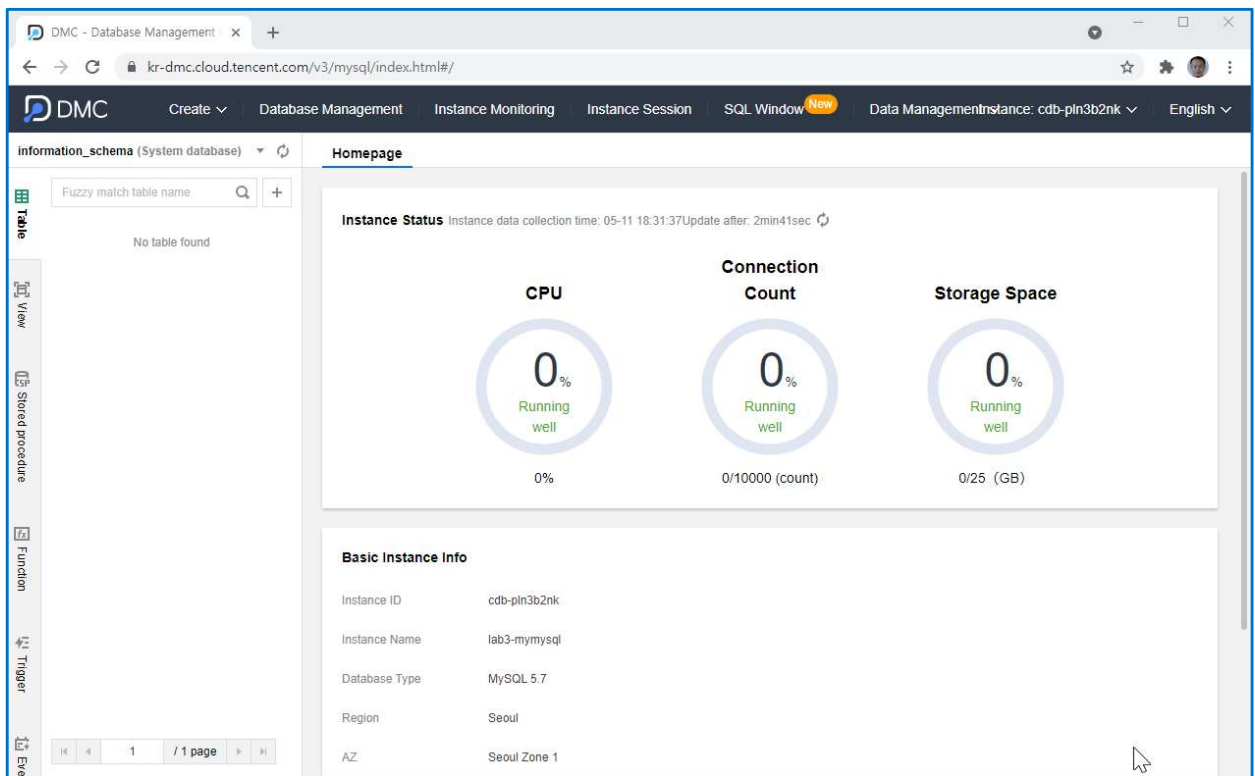 DMC - Database Management
kr-dmc.cloud.tencent.com/v3/mysql/index.html#/
DMC Create Database Management Instance Monitoring Instance Session SQL Window New Data Management Instance: cdb-pln3b2nk English
information_schema (System database)
Homepage
Fuzzy match table name
No table found
Table
View
Stored procedure
Function
Trigger
Eve
1 / 1 page
Instance Status Instance data collection time: 05-11 18:31:37Update after: 2min41sec
CPU
0%
Running
well
0%
Connection
Count
0%
Running
well
0/10000 (count)
Storage Space
0%
Running
well
0/25 (GB)
Basic Instance Info
Instance ID cdb-pln3b2nk
Instance Name lab3-mymysql
Database Type MySQL 5.7
Region Seoul
AZ Seoul Zone 1